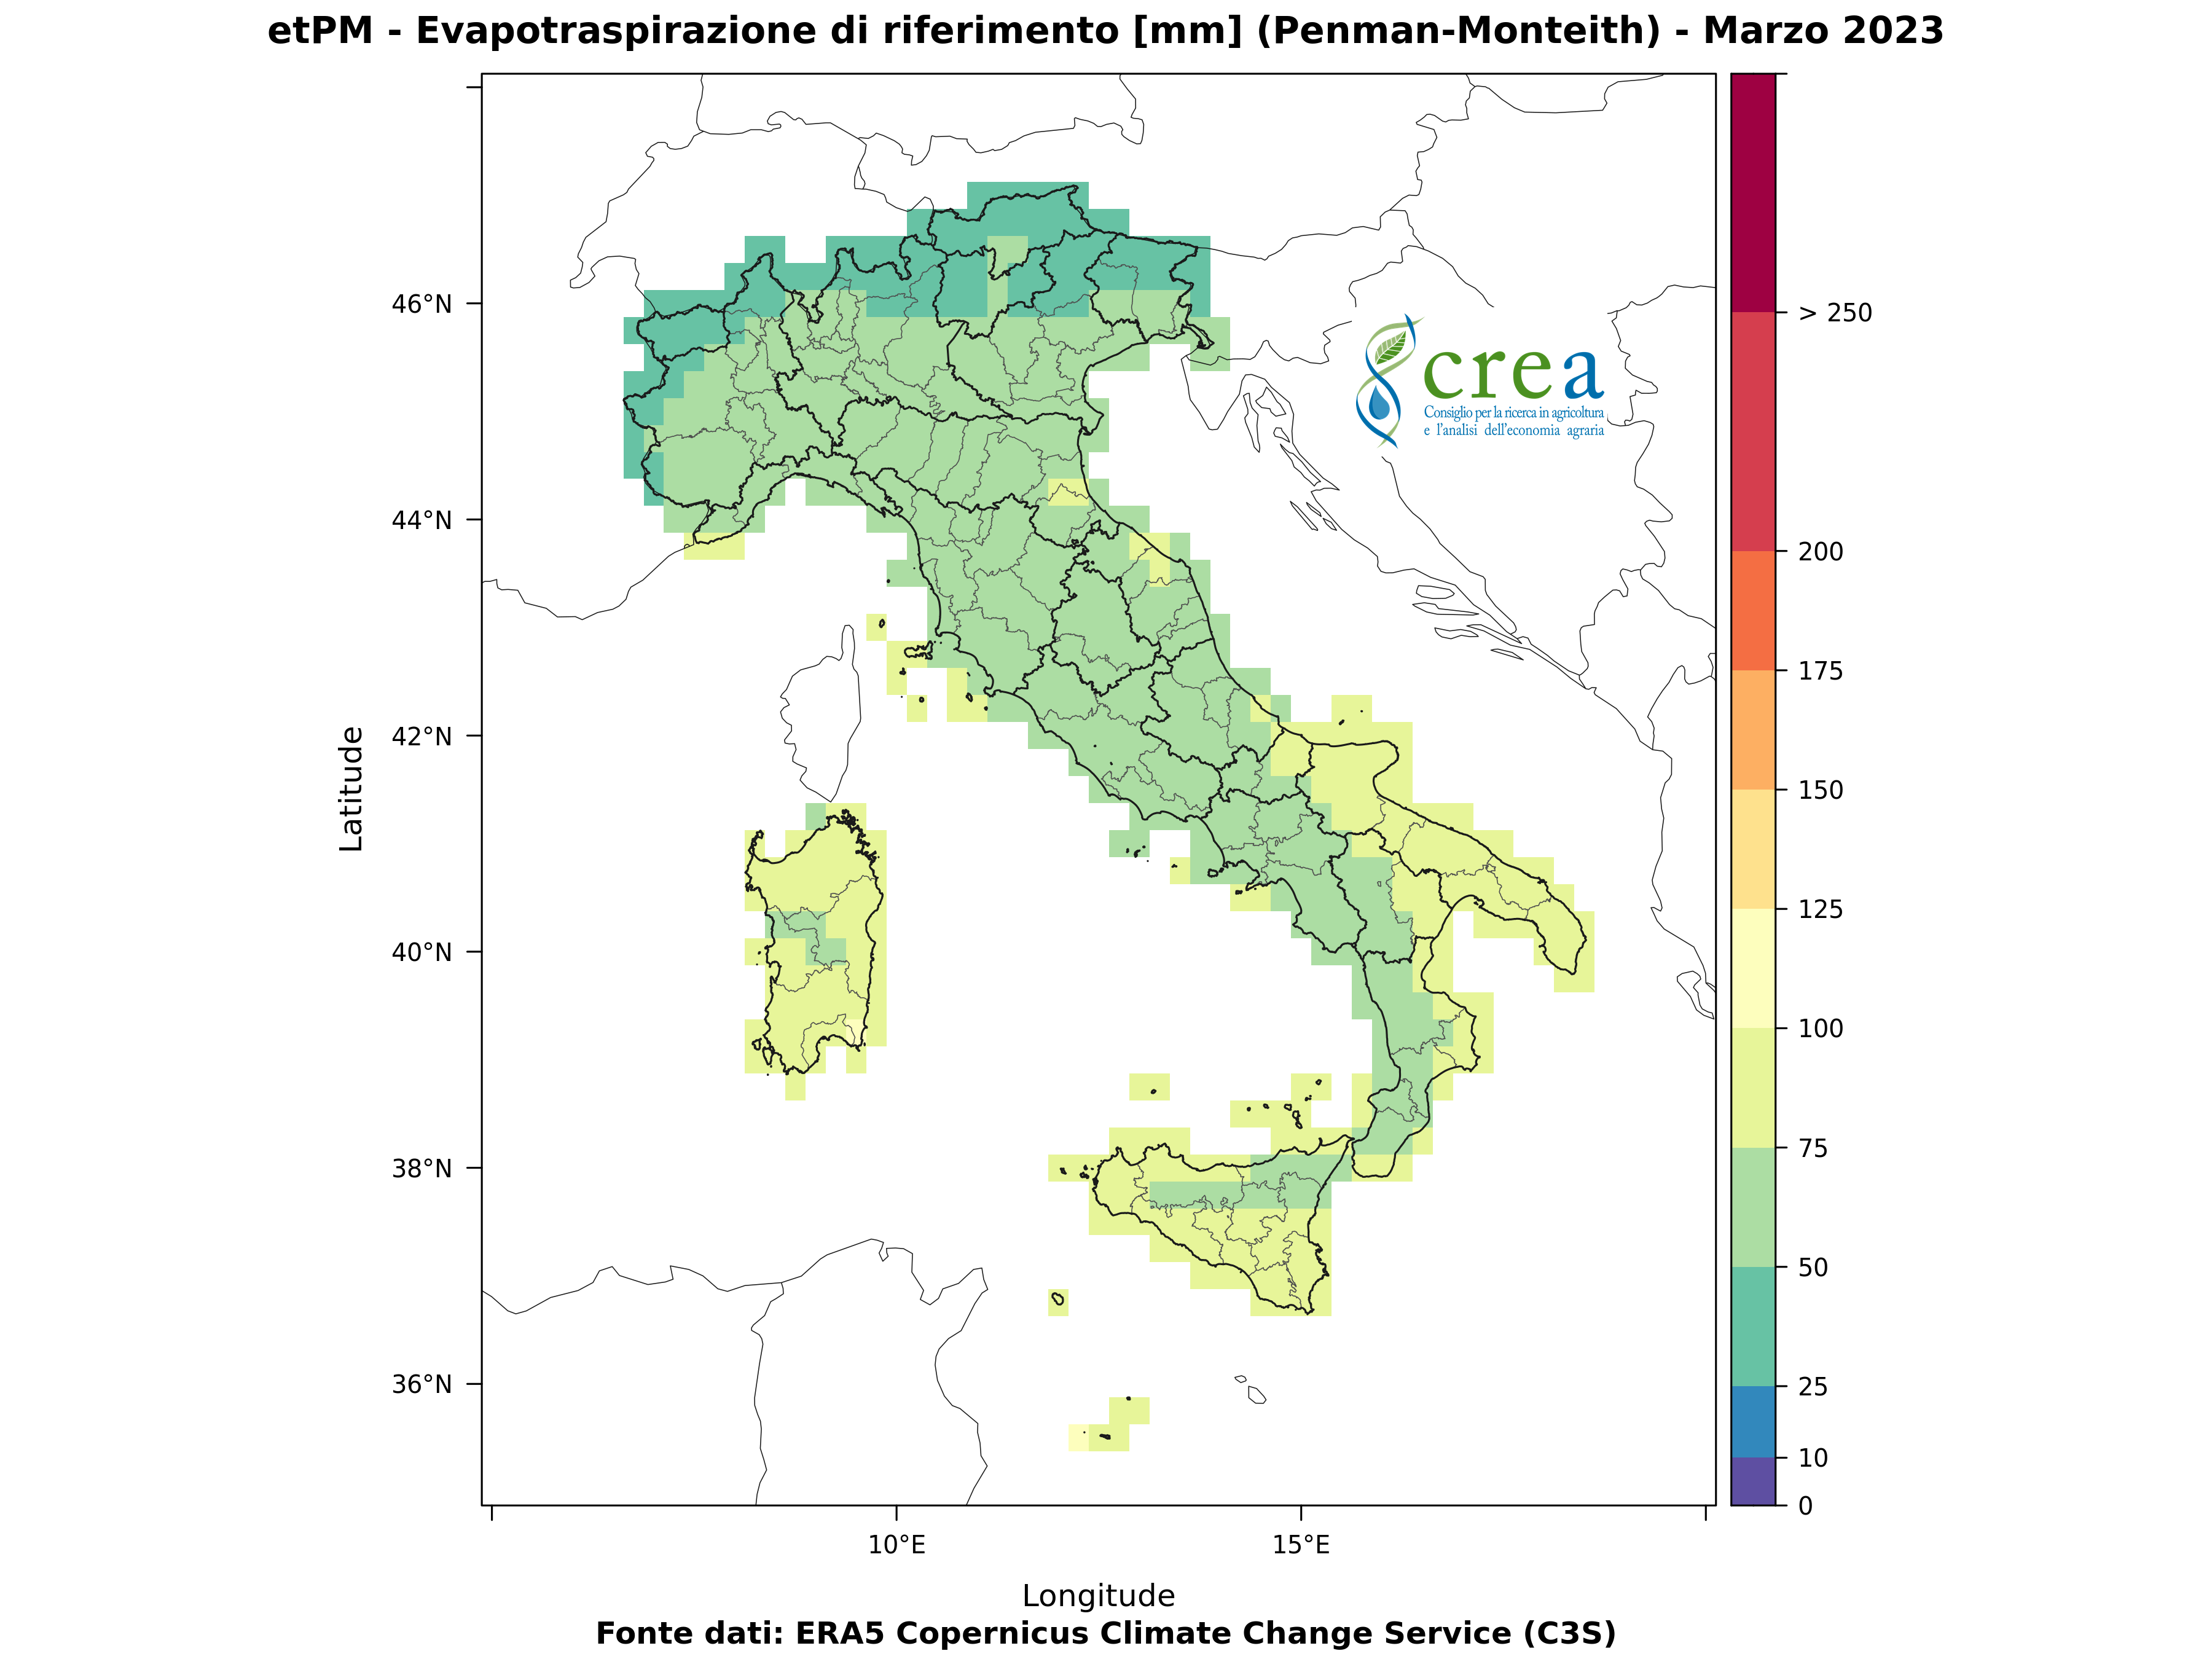 etPM - Evapotraspirazione di riferimento [mm] (Penman-Monteith) - Marzo 2023
> 250
46°N
crea
Consiglio per la ricerca in agricoltura
e l'analisi dell'economia agraria
200
44°N
175
42°N
150
Latitudine
125
40°N
100
38°N
75
50
36°N
25
10
0
10°E
15°E
Longitude
Fonte dati: ERA5 Copernicus Climate Change Service (C3S)